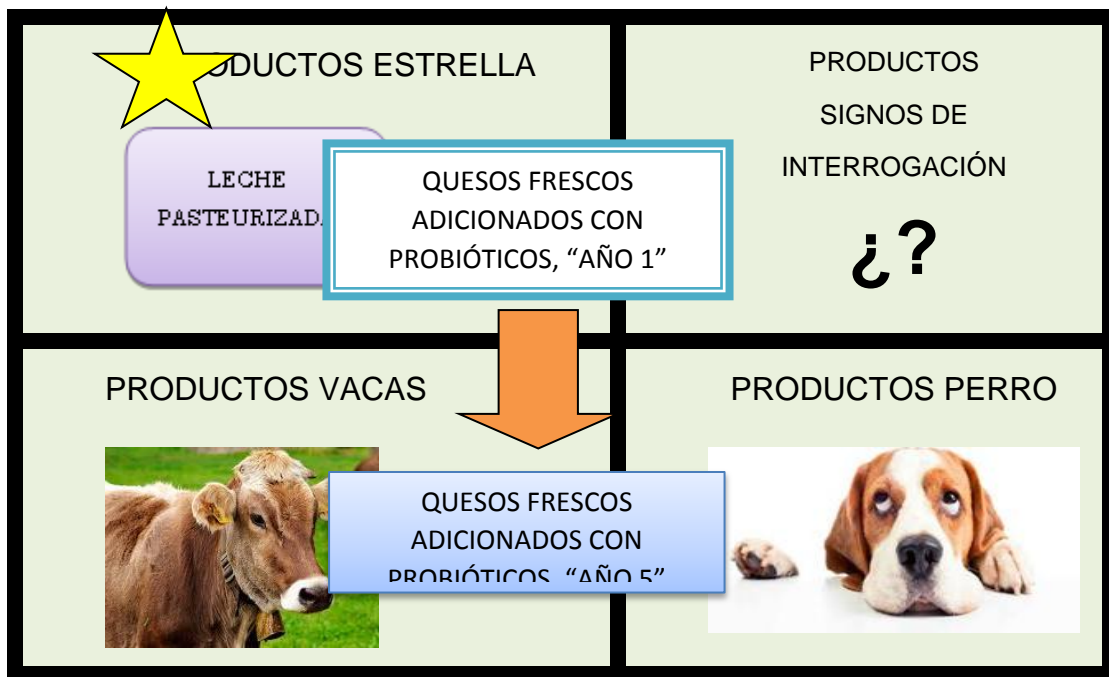 ODUCTOS ESTRELLA
PRODUCTOS
SIGNOS DE
INTERROGACIÓN
¿?
LECHE
PASTEURIZADA
QUESOS FRESCOS
ADICIONADOS CON
PROBIÓTICOS, “AÑO 1”
PRODUCTOS VACAS
PRODUCTOS PERRO
QUESOS FRESCOS
ADICIONADOS CON
PROBIÓTICOS, “AÑO 5”